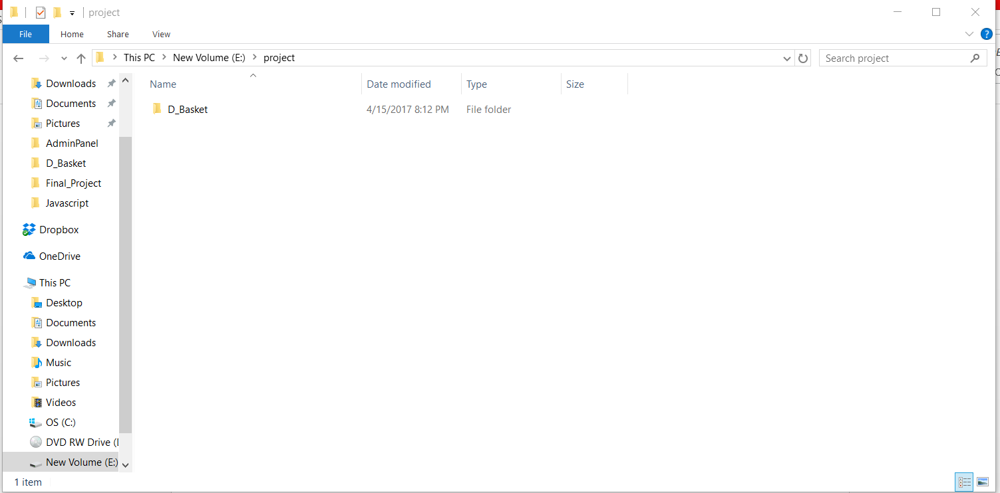 project
File Home Share View
This PC New Volume (E:) project
Search project
Name Date modified Type Size
D_Basket 4/15/2017 8:12 PM File folder
Downloads
Documents
Pictures
AdminPanel
D_Basket
Final_Project
Javascript
Dropbox
OneDrive
This PC
Desktop
Documents
Downloads
Music
Pictures
Videos
OS (C:)
DVD RW Drive (
New Volume (E:)
1 item